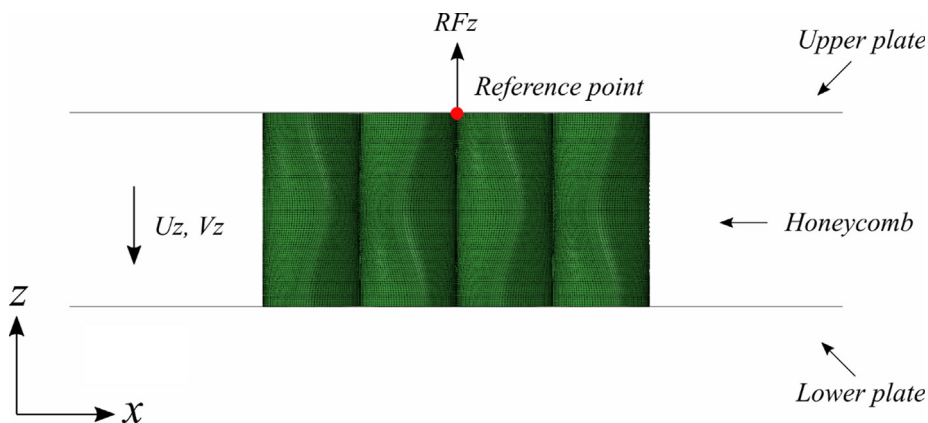 RFz
Upper plate
Reference point
Uz, Vz
Honeycomb
z
Lower plate
x